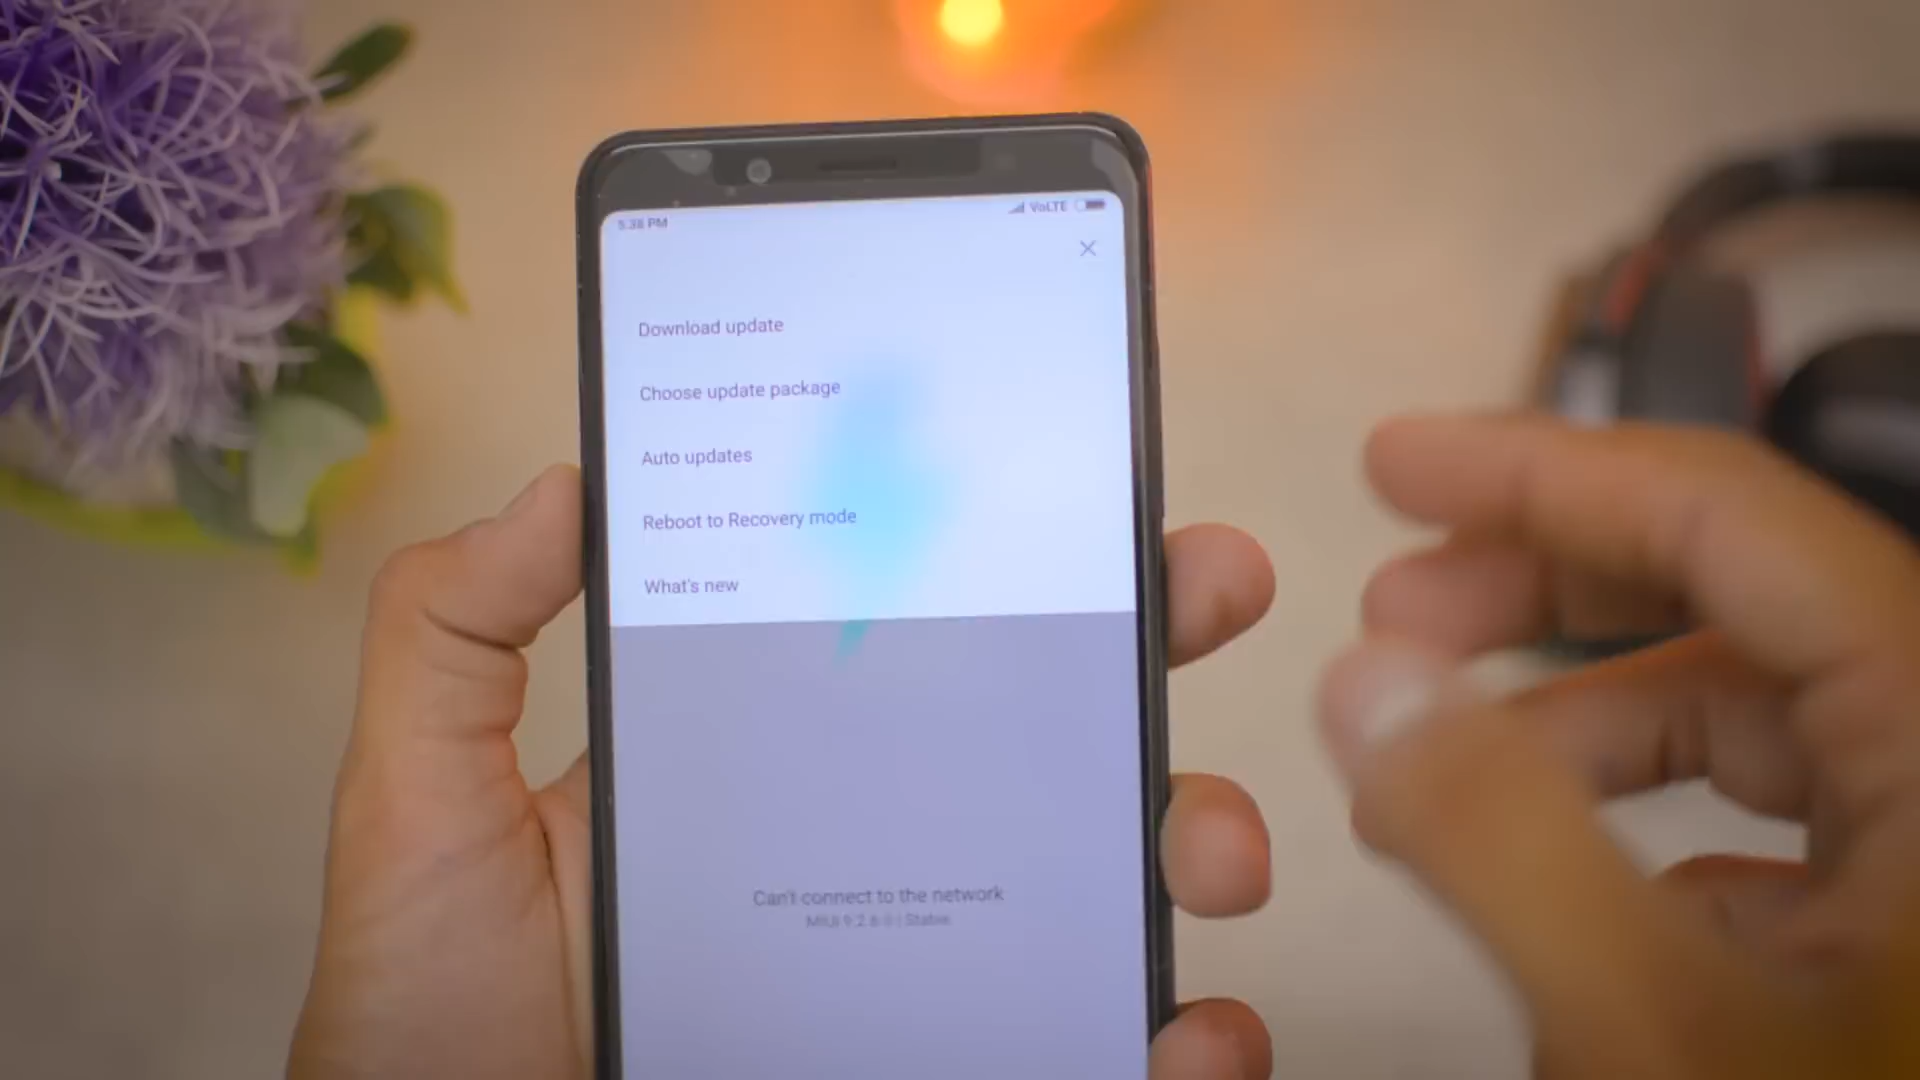 5:38 PM
VoLTE
Download update
Choose update package
Auto updates
Reboot to Recovery mode
What's new
Can't connect to the network
MIUI 9.2.6.0 | Stable